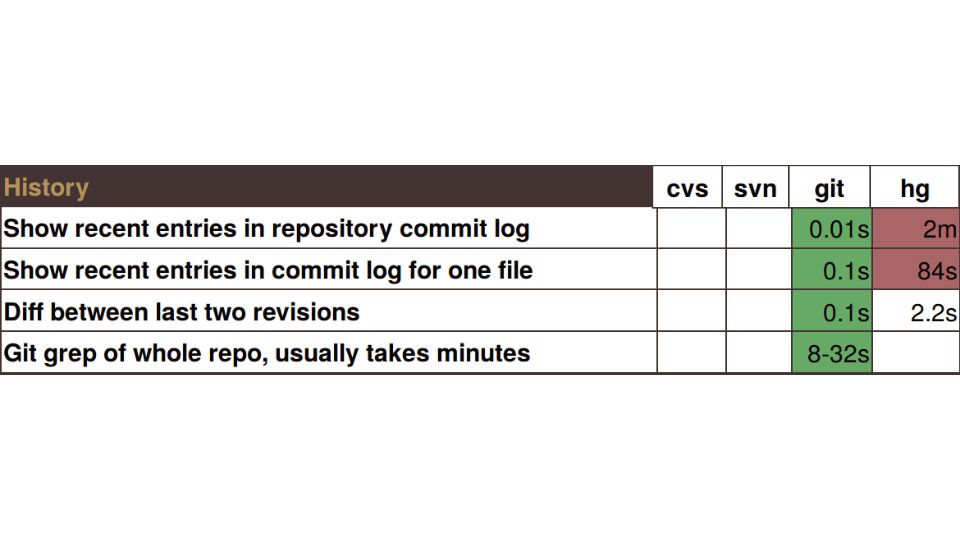 History cvs svn git hg
Show recent entries in repository commit log 0.01s 2m
Show recent entries in commit log for one file 0.1s 84s
Diff between last two revisions 0.1s 2.2s
Git grep of whole repo, usually takes minutes 8-32s